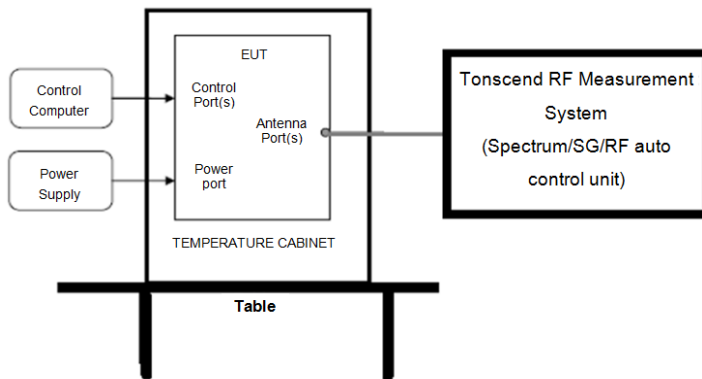 EUT
Control
Computer
Control
Port(s)
Antenna
Port(s)
Power
Supply
Power
port
TEMPERATURE CABINET
Table
Tonscend RF Measurement
System
(Spectrum/SG/RF auto
control unit)